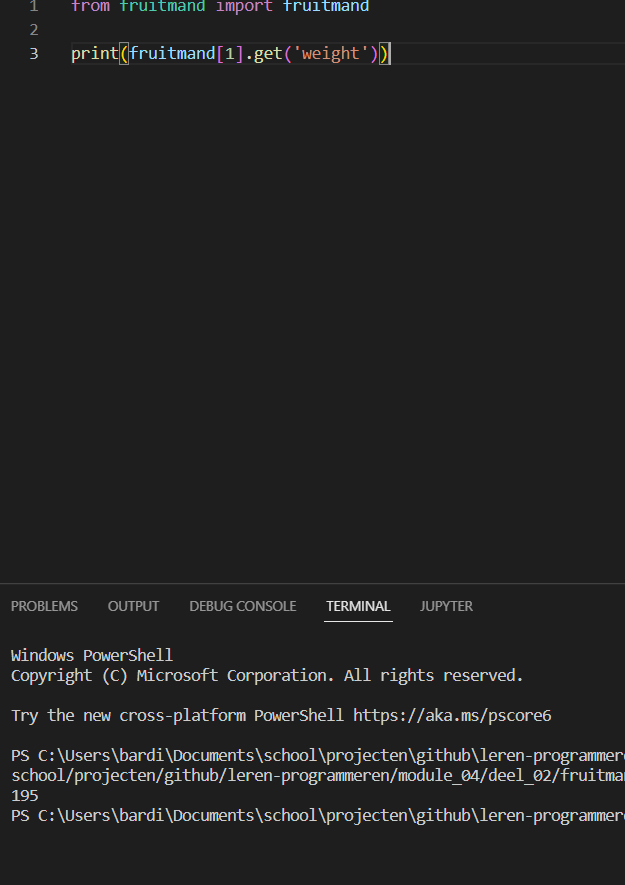 1 from fruitmand import fruitmand
2
3 print(fruitmand[1].get('weight'))
PROBLEMS OUTPUT DEBUG CONSOLE TERMINAL JUPYTER
Windows PowerShell
Copyright (C) Microsoft Corporation. All rights reserved.
Try the new cross-platform PowerShell https://aka.ms/pscore6
PS C:\Users\bardi\Documents\school\projecten\github\leren-programmere
school/projecten/github/leren-programmeren/module_04/deel_02/fruitma
195
PS C:\Users\bardi\Documents\school\projecten\github\leren-programmere